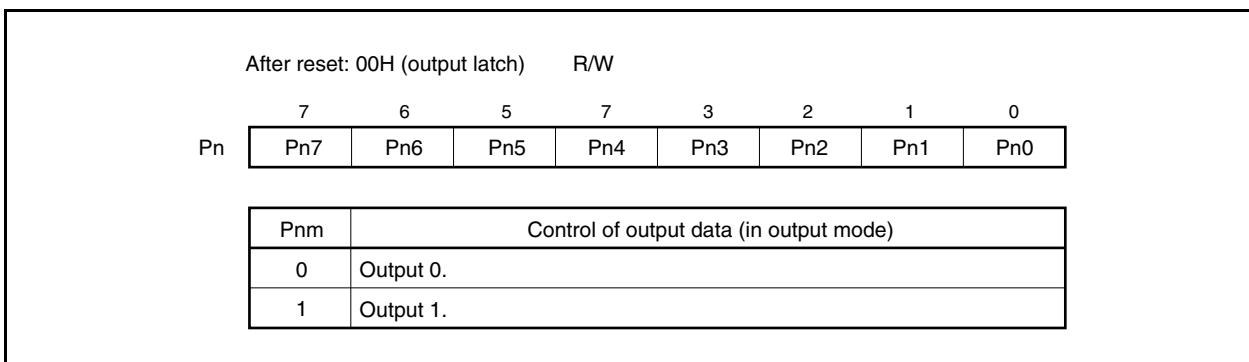 After reset: 00H (output latch) R/W
7 6 5 7 3 2 1 0
Pn Pn7 Pn6 Pn5 Pn4 Pn3 Pn2 Pn1 Pn0
Pnm Control of output data (in output mode)
0 Output 0.
1 Output 1.